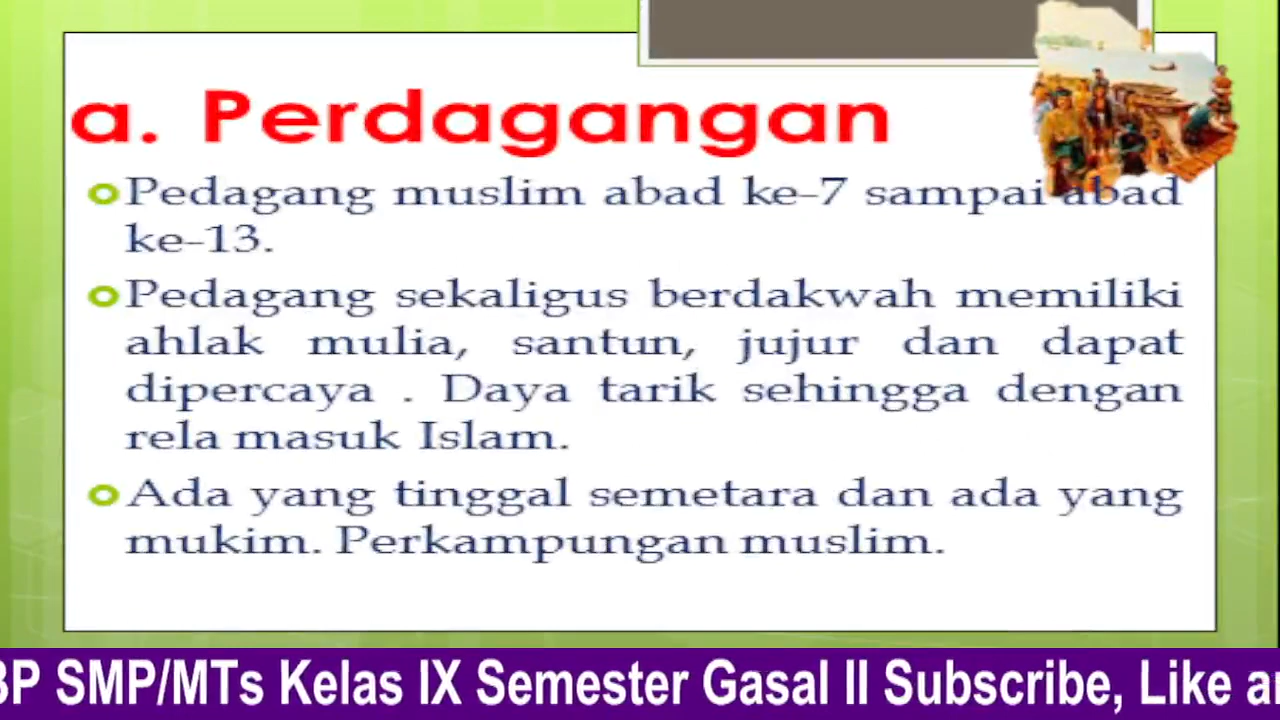 a. Perdagangan
Pedagang muslim abad ke-7 sampai abad
ke-13.
Pedagang sekaligus berdakwah memiliki
ahlak mulia, santun, jujur dan dapat
dipercaya . Daya tarik sehingga dengan
rela masuk Islam.
Ada yang tinggal semetara dan ada yang
mukim. Perkampungan muslim.
BP SMP/MTs Kelas IX Semester Gasal II Subscribe, Like